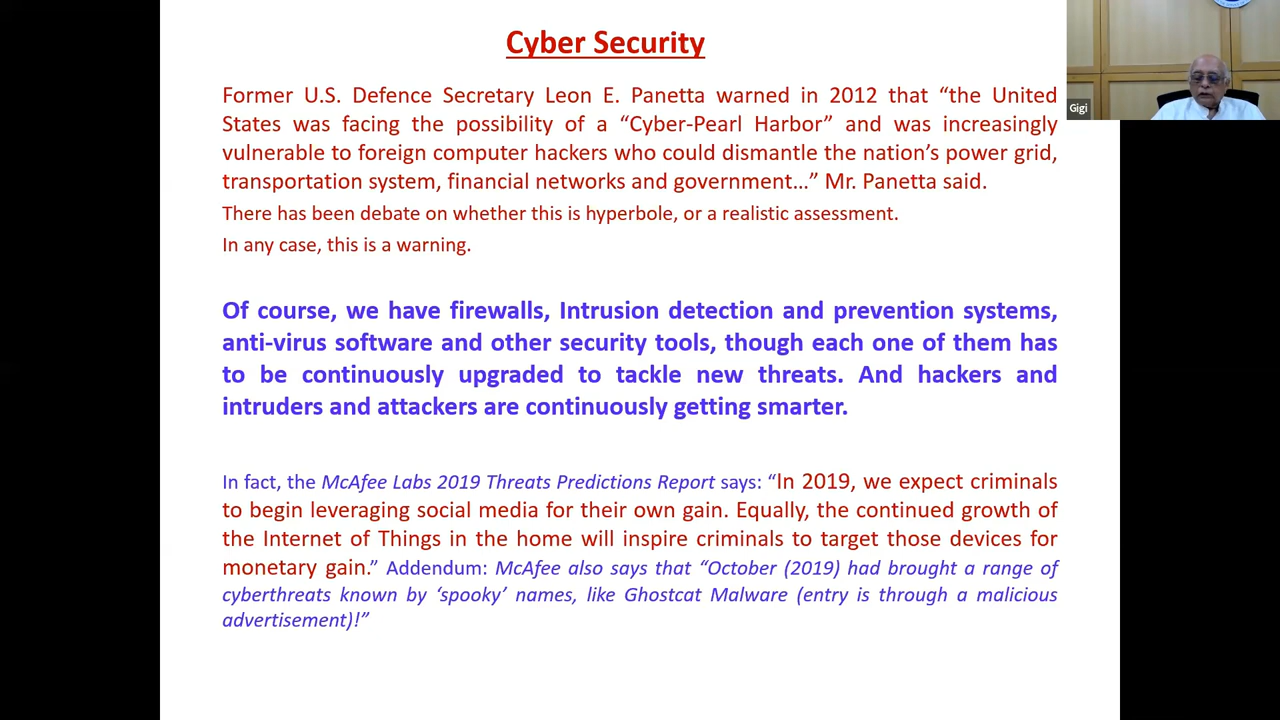 Cyber Security
Former U.S. Defence Secretary Leon E. Panetta warned in 2012 that “the United
States was facing the possibility of a “Cyber-Pearl Harbor” and was increasingly
vulnerable to foreign computer hackers who could dismantle the nation’s power grid,
transportation system, financial networks and government…” Mr. Panetta said.
There has been debate on whether this is hyperbole, or a realistic assessment.
In any case, this is a warning.
Of course, we have firewalls, Intrusion detection and prevention systems,
anti-virus software and other security tools, though each one of them has
to be continuously upgraded to tackle new threats. And hackers and
intruders and attackers are continuously getting smarter.
In fact, the McAfee Labs 2019 Threats Predictions Report says: “In 2019, we expect criminals
to begin leveraging social media for their own gain. Equally, the continued growth of
the Internet of Things in the home will inspire criminals to target those devices for
monetary gain.” Addendum: McAfee also says that “October (2019) had brought a range of
cyberthreats known by ‘spooky’ names, like Ghostcat Malware (entry is through a malicious
advertisement)!”
Gigi